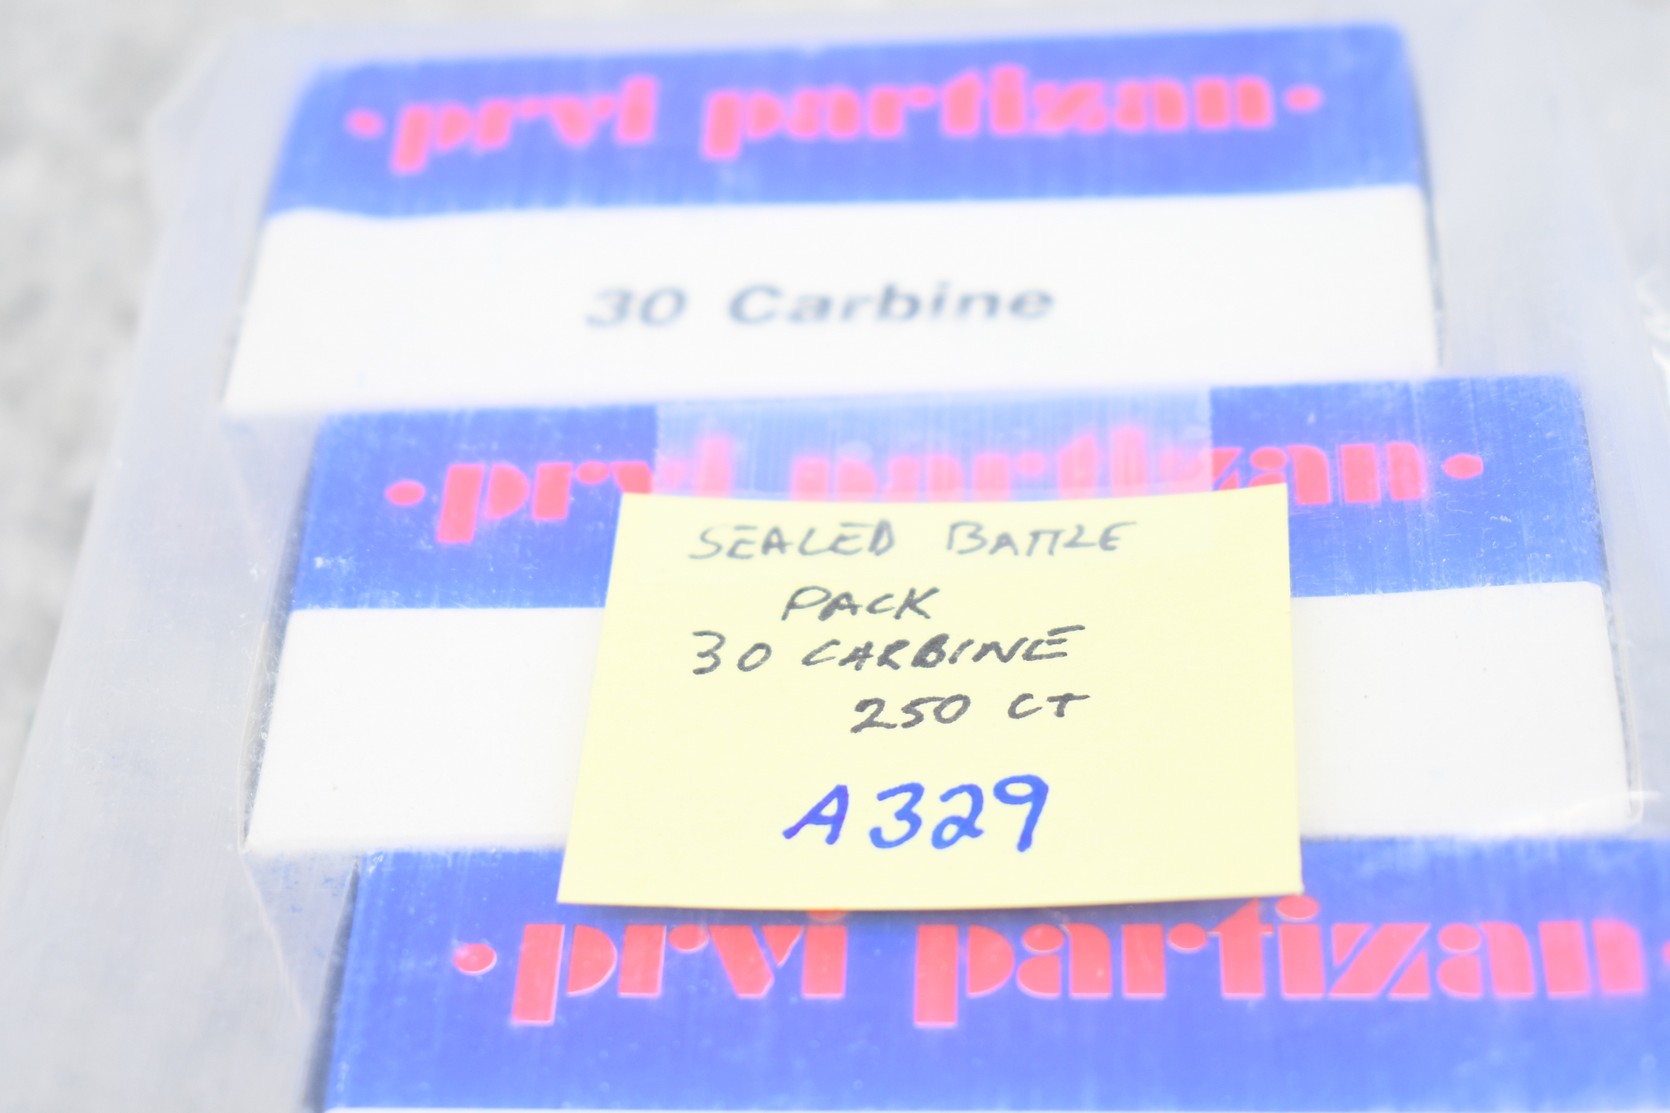 •prvi partizan•
30 Carbine
•prvi partizan•
SEALED BATTLE
PACK
30 CARBINE
250 CT
A329
•prvi partizan•